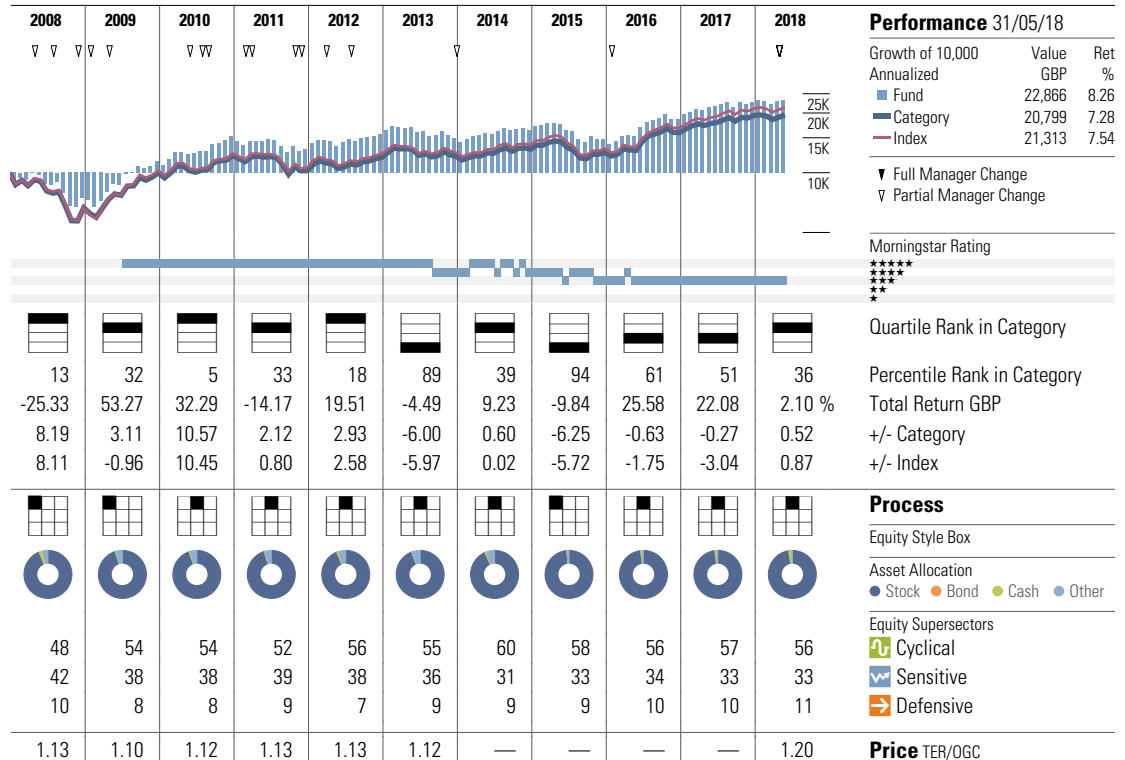 2008 2009 2010 2011 2012 2013 2014 2015 2016 2017 2018 Performance 31/05/18
Growth of 10,000 Value Ret
Annualized GBP %
Fund 22,866 8.26
25K
Category 20,799 7.28
20K
Index 21,313 7.54
15K
Full Manager Change
10K
Partial Manager Change
Morningstar Rating
★★★★★
★★★★
★★★
★★
★
Quartile Rank in Category
13 32 5 33 18 89 39 94 61 51 36 Percentile Rank in Category
-25.33 53.27 32.29 -14.17 19.51 -4.49 9.23 -9.84 25.58 22.08 2.10 % Total Return GBP
8.19 3.11 10.57 2.12 2.93 -6.00 0.60 -6.25 -0.63 -0.27 0.52 +/- Category
8.11 -0.96 10.45 0.80 2.58 -5.97 0.02 -5.72 -1.75 -3.04 0.87 +/- Index
Process
Equity Style Box
Asset Allocation
Stock Bond Cash Other
Equity Supersectors
48 54 54 52 56 55 60 58 56 57 56 Cyclical
42 38 38 39 38 36 31 33 34 33 33 Sensitive
10 8 8 9 7 9 9 9 10 10 11 Defensive
1.13 1.10 1.12 1.13 1.13 1.12 — — — — 1.20 Price TER/OGC